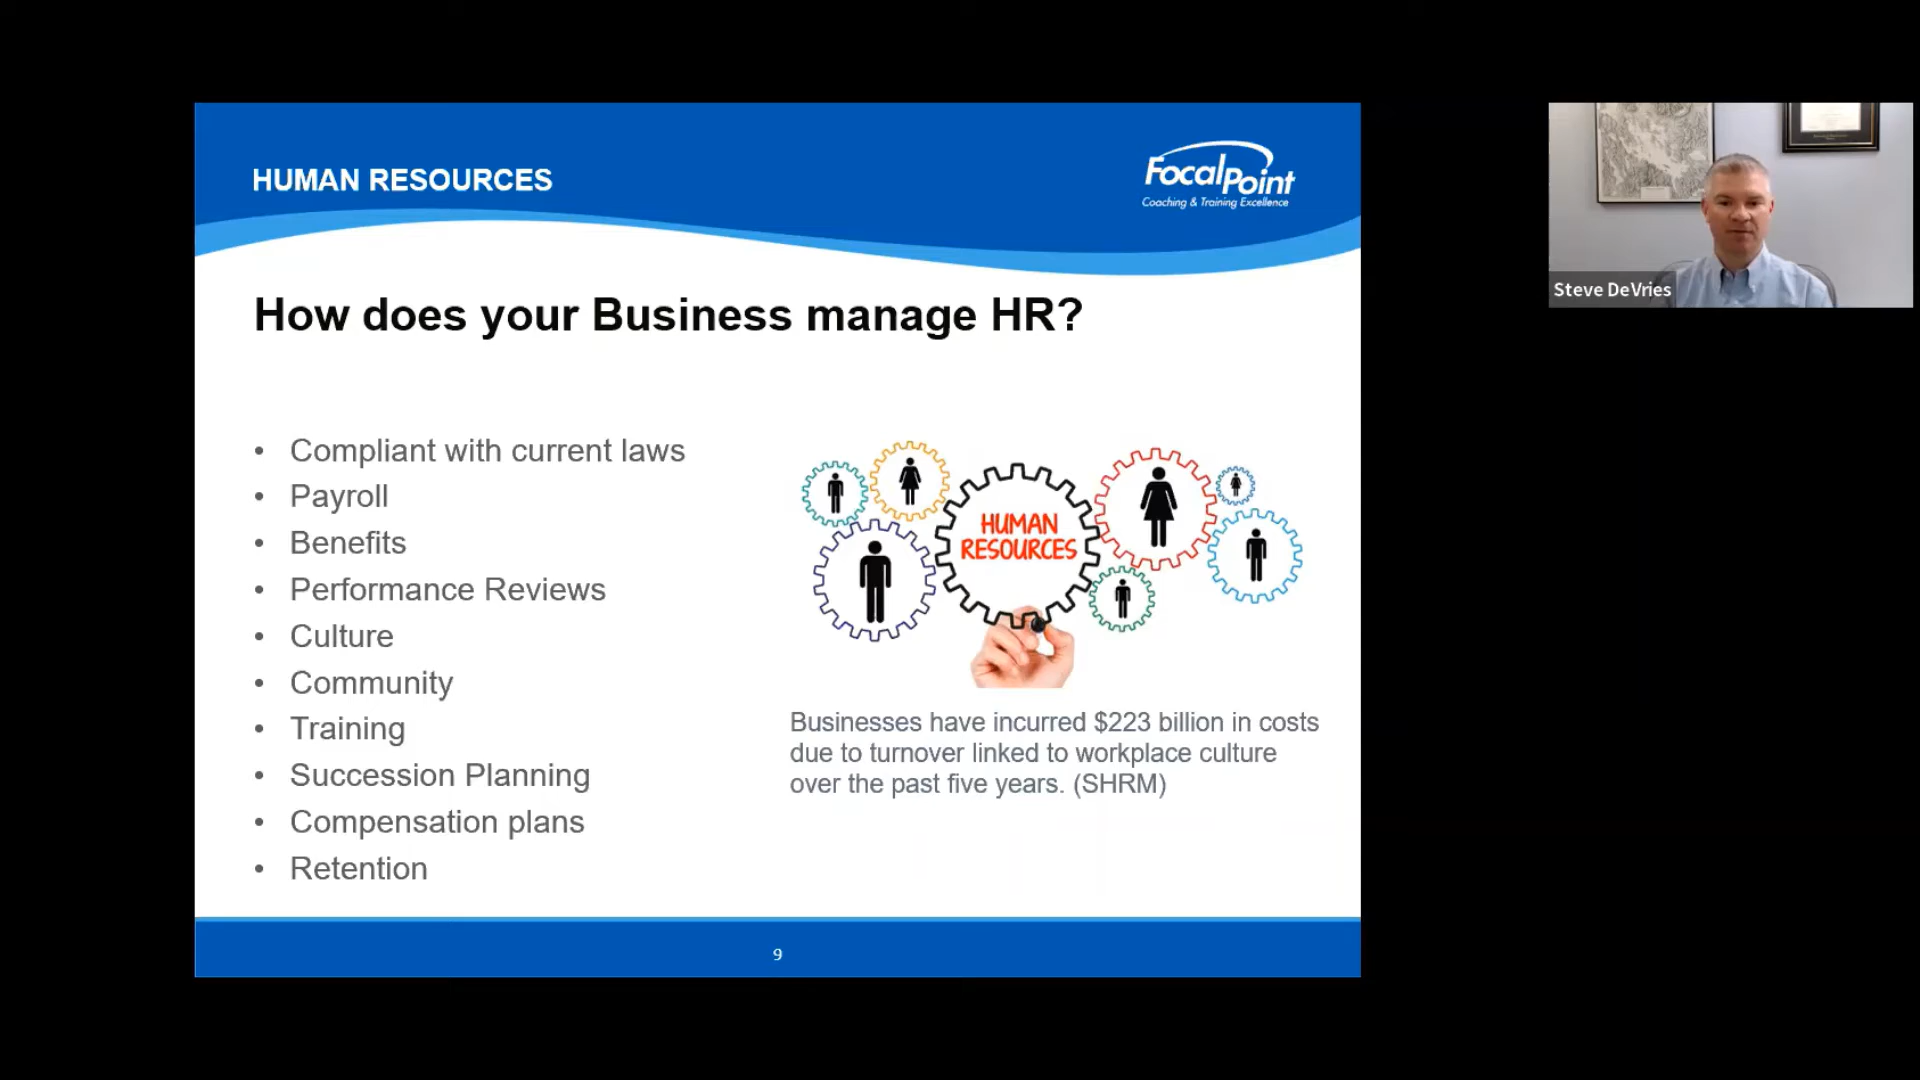 HUMAN RESOURCES
FocalPoint
Coaching & Training Excellence
How does your Business manage HR?
• Compliant with current laws
• Payroll
• Benefits
• Performance Reviews
• Culture
• Community
• Training
• Succession Planning
• Compensation plans
• Retention
HUMAN
RESOURCES
Businesses have incurred $223 billion in costs
due to turnover linked to workplace culture
over the past five years. (SHRM)
9
Steve DeVries